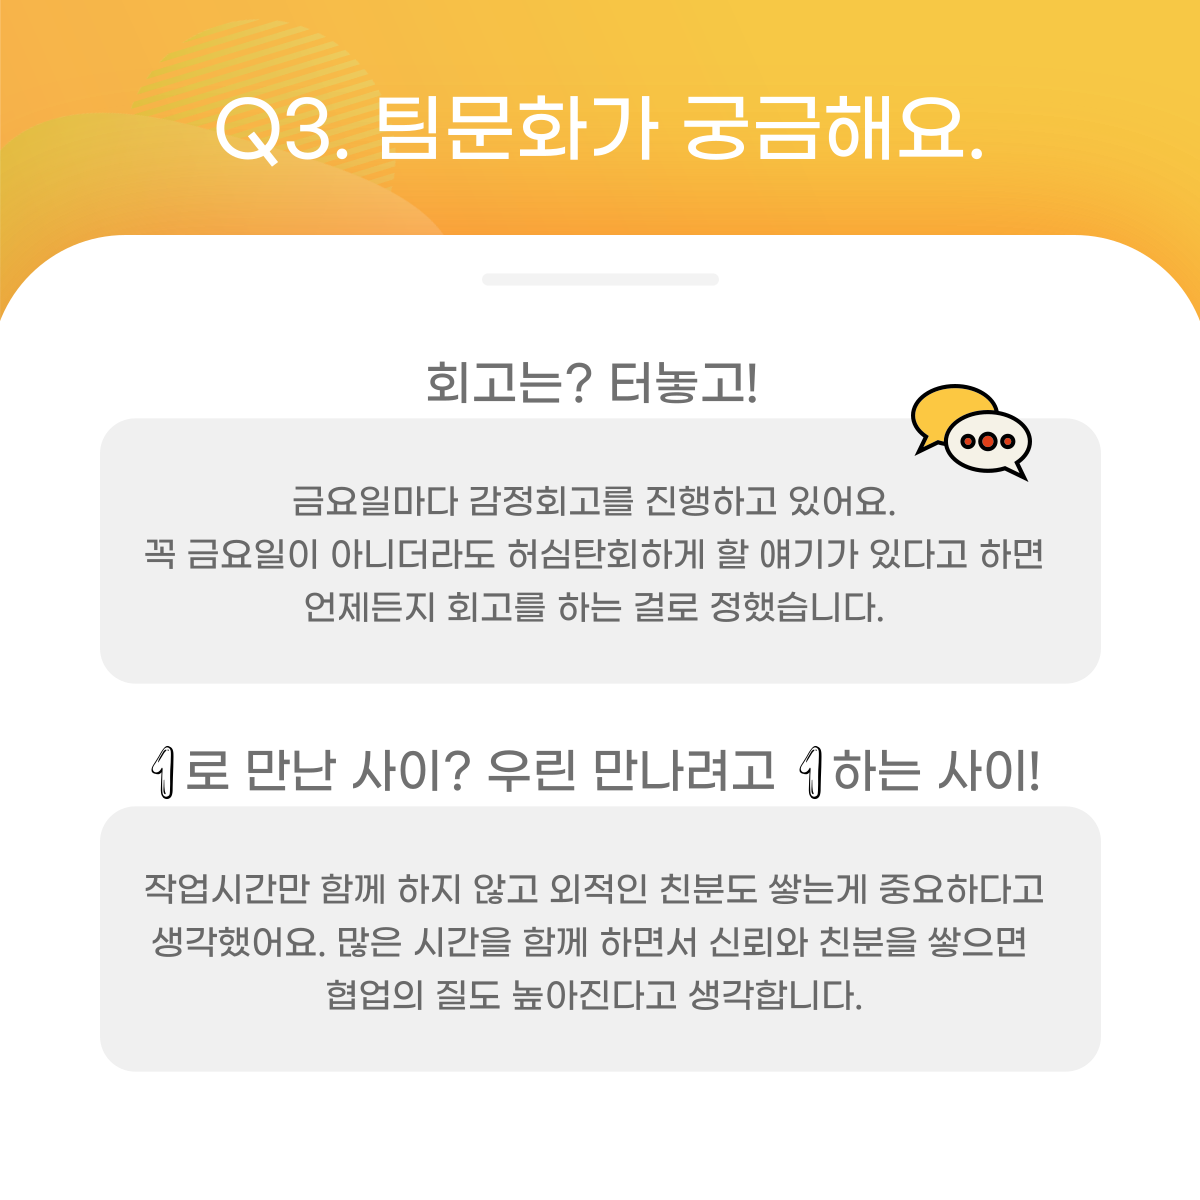 Q3. 팀문화가 궁금해요.
회고는? 터놓고!
금요일마다 감정회고를 진행하고 있어요.
꼭 금요일이 아니더라도 허심탄회하게 할 얘기가 있다고 하면
언제든지 회고를 하는 걸로 정했습니다.
1로 만난 사이? 우린 만나려고 1하는 사이!
작업시간만 함께 하지 않고 외적인 친분도 쌓는게 중요하다고
생각했어요. 많은 시간을 함께 하면서 신뢰와 친분을 쌓으면
협업의 질도 높아진다고 생각합니다.